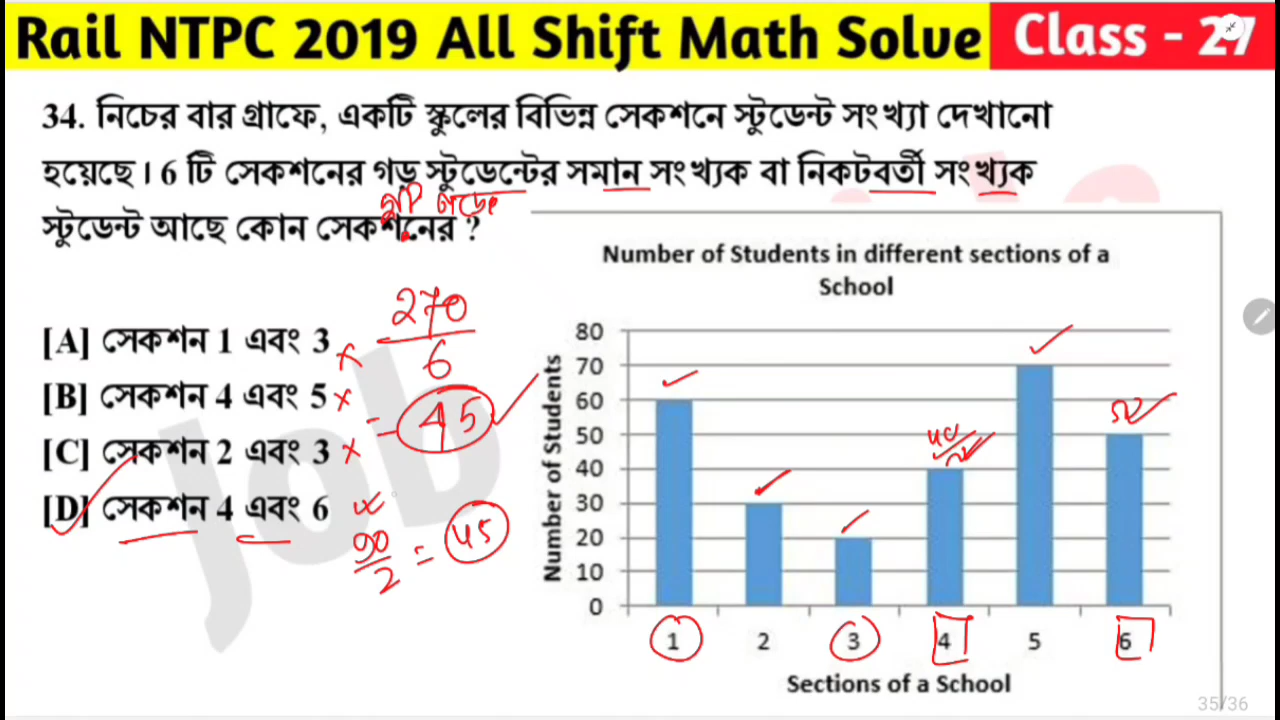 Rail NTPC 2019 All Shift Math Solve Class - 27
34. নিচের বার গ্রাফে, একটি স্কুলের বিভিন্ন সেকশনে স্টুডেন্ট সংখ্যা দেখানো
হয়েছে। 6 টি সেকশনের গড় স্টুডেন্টের সমান সংখ্যক বা নিকটবর্তী সংখ্যক
স্টুডেন্ট আছে কোন সেকশনের ?
[A] সেকশন 1 এবং 3
[B] সেকশন 4 এবং 5
[C] সেকশন 2 এবং 3
[D] সেকশন 4 এবং 6
270
6
= 45
90
2
= 45
Job
Number of Students in different sections of a
School
Number of Students
80
70
60
50
40
30
20
10
0
1 2 3 4 5 6
Sections of a School
35/36